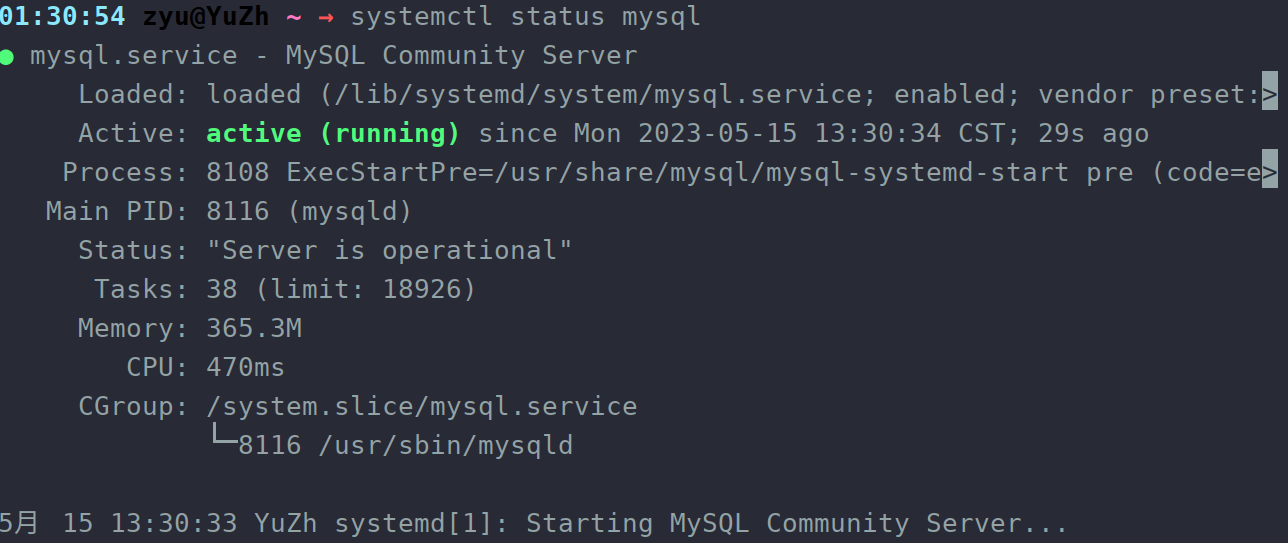 01:30:54 zyu@YuZh ~ → systemctl status mysql
● mysql.service - MySQL Community Server
Loaded: loaded (/lib/systemd/system/mysql.service; enabled; vendor preset:>
Active: active (running) since Mon 2023-05-15 13:30:34 CST; 29s ago
Process: 8108 ExecStartPre=/usr/share/mysql/mysql-systemd-start pre (code=e>
Main PID: 8116 (mysqld)
Status: "Server is operational"
Tasks: 38 (limit: 18926)
Memory: 365.3M
CPU: 470ms
CGroup: /system.slice/mysql.service
└─8116 /usr/sbin/mysqld
5月 15 13:30:33 YuZh systemd[1]: Starting MySQL Community Server...